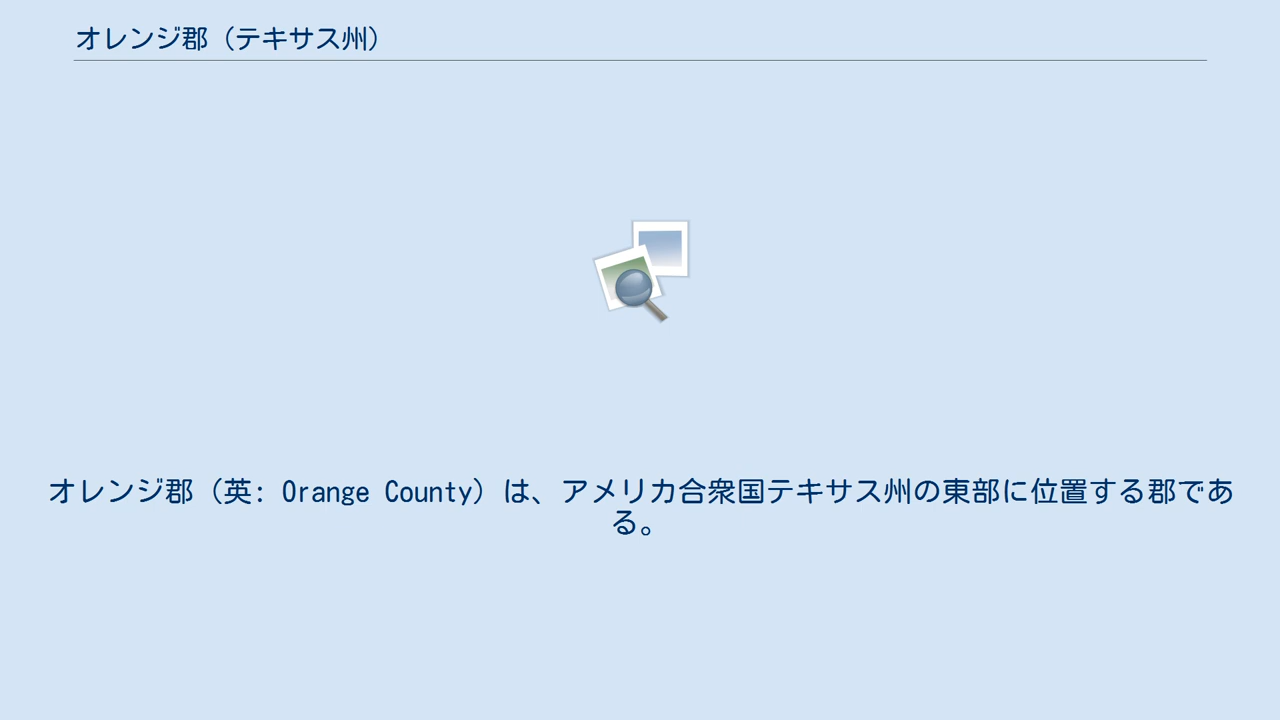 オレンジ郡（テキサス州）
オレンジ郡（英: Orange County）は、アメリカ合衆国テキサス州の東部に位置する郡であ
る。